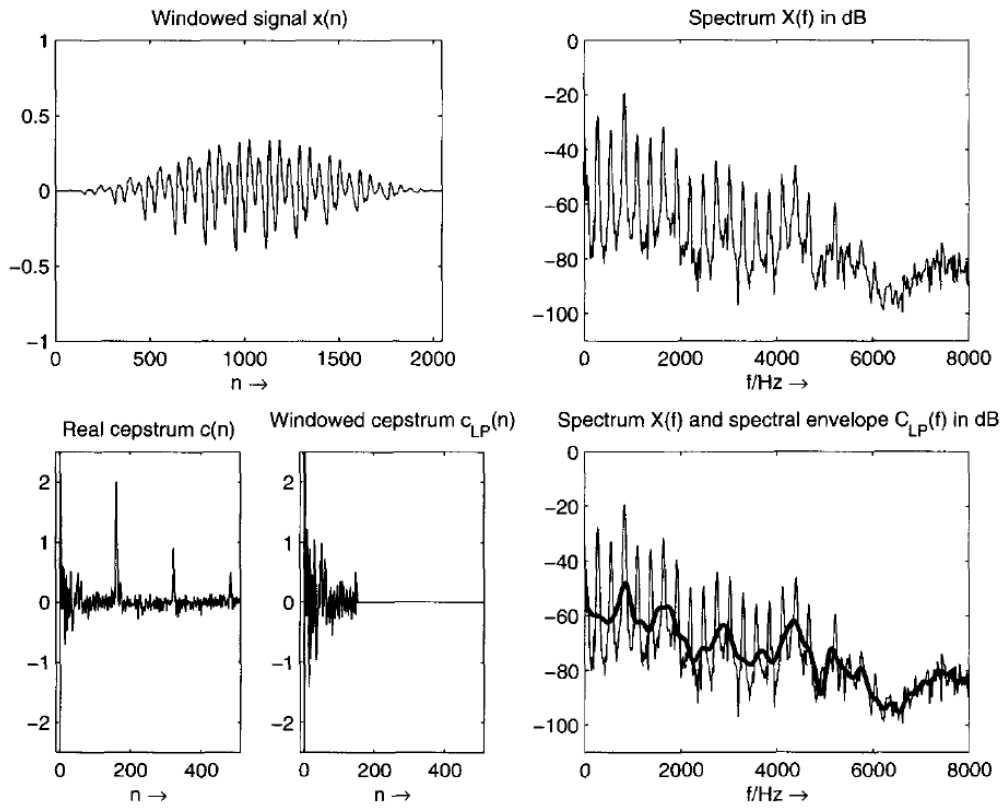 Windowed signal x(n)
1
0.5
0
−0.5
−1
0 500 1000 1500 2000
n →
Spectrum X(f) in dB
0
−20
−40
−60
−80
−100
0 2000 4000 6000 8000
f/Hz →
Real cepstrum c(n)
2
1
0
−1
−2
0 200 400
n →
Windowed cepstrum c_LP(n)
2
1
0
−1
−2
0 200 400
n →
Spectrum X(f) and spectral envelope C_LP(f) in dB
0
−20
−40
−60
−80
−100
0 2000 4000 6000 8000
f/Hz →